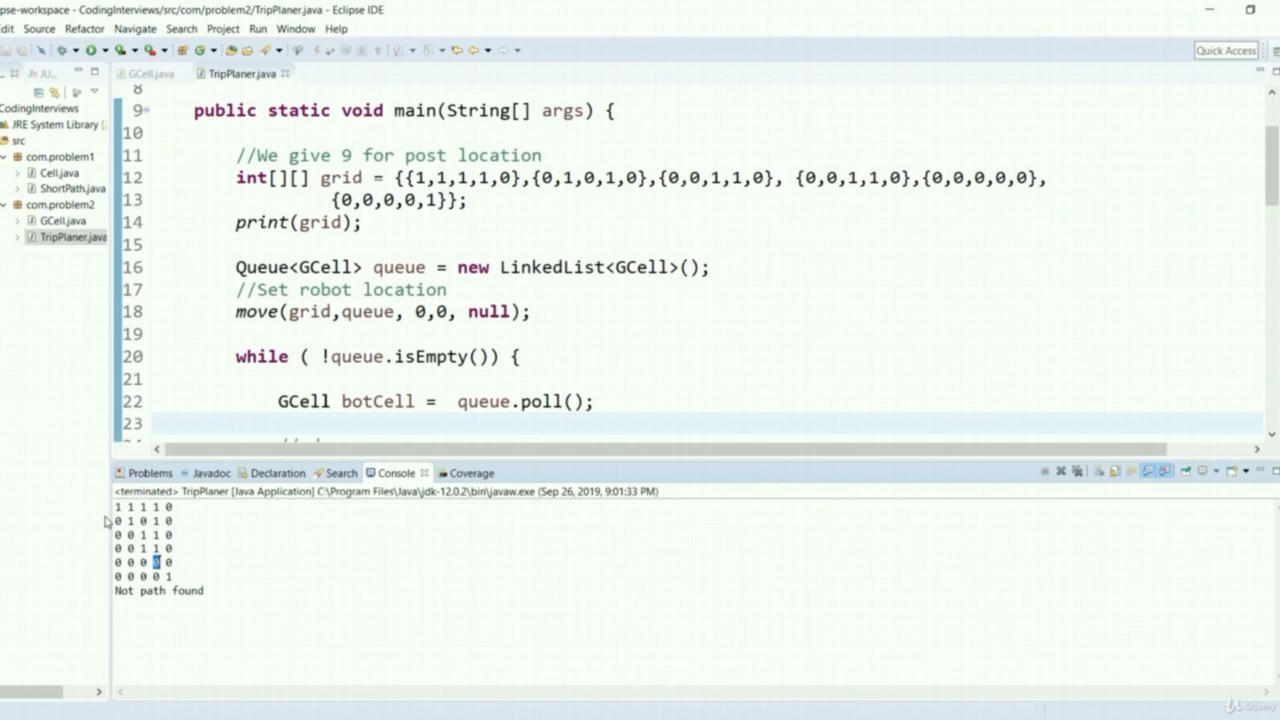 pse-workspace - CodingInterviews/src/com/problem2/TripPlaner.java - Eclipse IDE
Edit Source Refactor Navigate Search Project Run Window Help
Quick Access
JU...
GCell.java TripPlaner.java
CodingInterviews
JRE System Library [
src
com.problem1
Cell.java
ShortPath.java
com.problem2
GCell.java
TripPlaner.java
8
9 public static void main(String[] args) {
10
11 //We give 9 for post location
12 int[][] grid = {{1,1,1,1,0},{0,1,0,1,0},{0,0,1,1,0}, {0,0,1,1,0},{0,0,0,0,0},
13 {0,0,0,0,1}};
14 print(grid);
15
16 Queue<GCell> queue = new LinkedList<GCell>();
17 //Set robot location
18 move(grid,queue, 0,0, null);
19
20 while ( !queue.isEmpty()) {
21
22 GCell botCell = queue.poll();
23
Problems Javadoc Declaration Search Console Coverage
<terminated> TripPlaner [Java Application] C:\Program Files\Java\jdk-12.0.2\bin\javaw.exe (Sep 26, 2019, 9:01:33 PM)
1 1 1 1 0
0 1 0 1 0
0 0 1 1 0
0 0 1 1 0
0 0 0 0 0
0 0 0 0 1
Not path found
Udemy